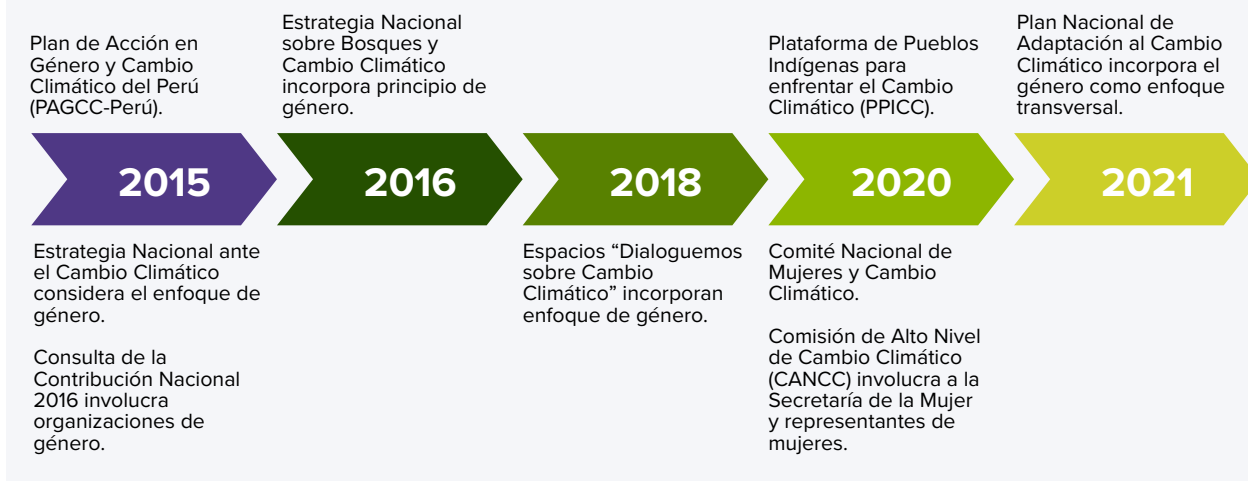 Plan de Acción en
Género y Cambio
Climático del Perú
(PAGCC-Perú).
2015
Estrategia Nacional ante
el Cambio Climático
considera el enfoque de
género.
Consulta de la
Contribución Nacional
2016 involucra
organizaciones de
género.
Estrategia Nacional
sobre Bosques y
Cambio Climático
incorpora principio de
género.
2016
2018
Espacios “Dialoguemos
sobre Cambio
Climático” incorporan
enfoque de género.
Plataforma de Pueblos
Indígenas para
enfrentar el Cambio
Climático (PPICC).
2020
Comité Nacional de
Mujeres y Cambio
Climático.
Comisión de Alto Nivel
de Cambio Climático
(CANCC) involucra a la
Secretaría de la Mujer
y representantes de
mujeres.
Plan Nacional de
Adaptación al Cambio
Climático incorpora el
género como enfoque
transversal.
2021